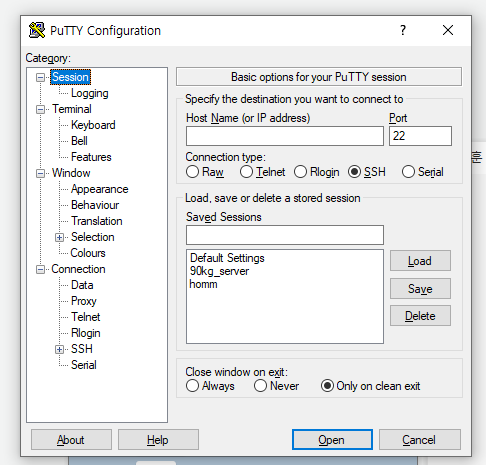 PuTTY Configuration
? ×
Category:
Session
Logging
Terminal
Keyboard
Bell
Features
Window
Appearance
Behaviour
Translation
Selection
Colours
Connection
Data
Proxy
Telnet
Rlogin
SSH
Serial
Basic options for your PuTTY session
Specify the destination you want to connect to
Host Name (or IP address) Port
22
Connection type:
Raw Telnet Rlogin SSH Serial
Load, save or delete a stored session
Saved Sessions
Default Settings
90kg_server
homm
Load
Save
Delete
Close window on exit:
Always Never Only on clean exit
About Help Open Cancel
훈